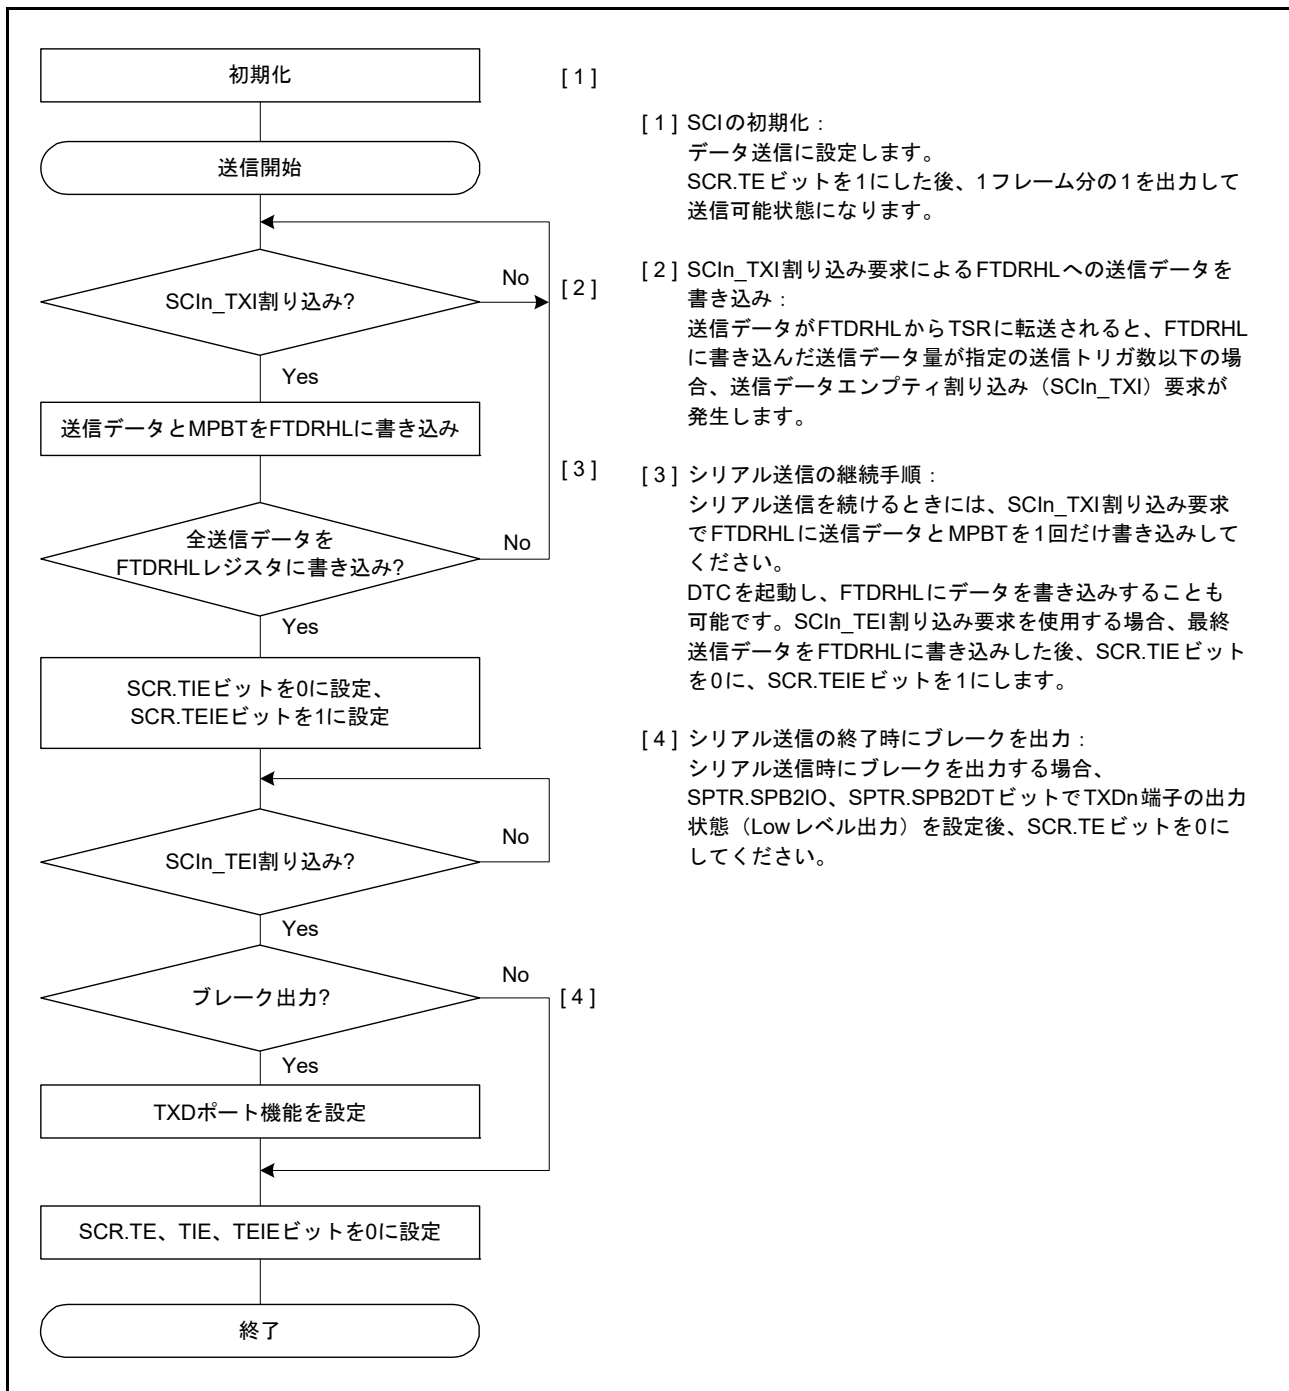 初期化
[ 1 ]
送信開始
SCIn_TXI割り込み?
No
[ 2 ]
Yes
送信データとMPBTをFTDRHLに書き込み
[ 3 ]
全送信データを
FTDRHLレジスタに書き込み?
No
Yes
SCR.TIEビットを0に設定、
SCR.TEIEビットを1に設定
SCIn_TEI割り込み?
No
Yes
ブレーク出力?
No
[ 4 ]
Yes
TXDポート機能を設定
SCR.TE、TIE、TEIEビットを0に設定
終了
[ 1 ] SCIの初期化：
データ送信に設定します。
SCR.TEビットを1にした後、1フレーム分の1を出力して
送信可能状態になります。
[ 2 ] SCIn_TXI割り込み要求によるFTDRHLへの送信データを
書き込み：
送信データがFTDRHLからTSRに転送されると、FTDRHL
に書き込んだ送信データ量が指定の送信トリガ数以下の場
合、送信データエンプティ割り込み（SCIn_TXI）要求が
発生します。
[ 3 ] シリアル送信の継続手順：
シリアル送信を続けるときには、SCIn_TXI割り込み要求
でFTDRHLに送信データとMPBTを1回だけ書き込みして
ください。
DTCを起動し、FTDRHLにデータを書き込みすることも
可能です。SCIn_TEI割り込み要求を使用する場合、最終
送信データをFTDRHLに書き込みした後、SCR.TIEビット
を0に、SCR.TEIEビットを1にします。
[ 4 ] シリアル送信の終了時にブレークを出力：
シリアル送信時にブレークを出力する場合、
SPTR.SPB2IO、SPTR.SPB2DTビットでTXDn端子の出力
状態（Lowレベル出力）を設定後、SCR.TEビットを0に
してください。